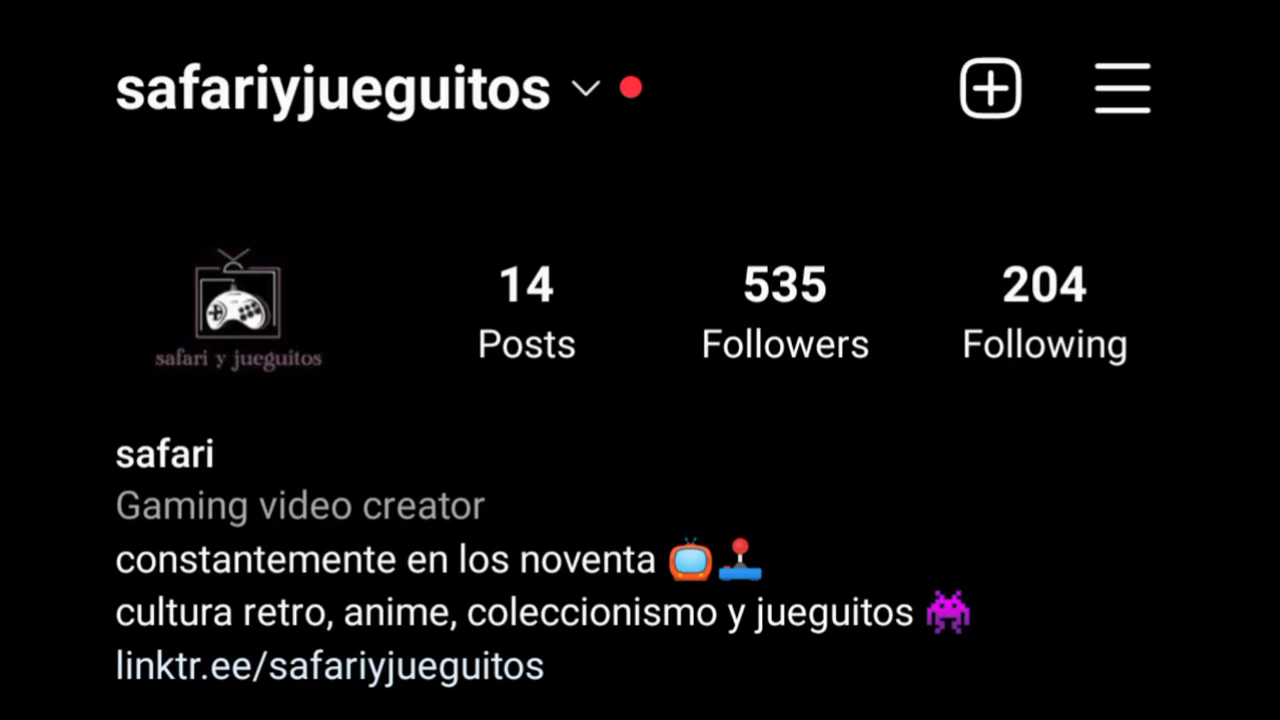 safariyjueguitos
14 535 204
Posts Followers Following
safari y jueguitos
safari
Gaming video creator
constantemente en los noventa 📺🕹️
cultura retro, anime, coleccionismo y jueguitos 👾
linktr.ee/safariyjueguitos